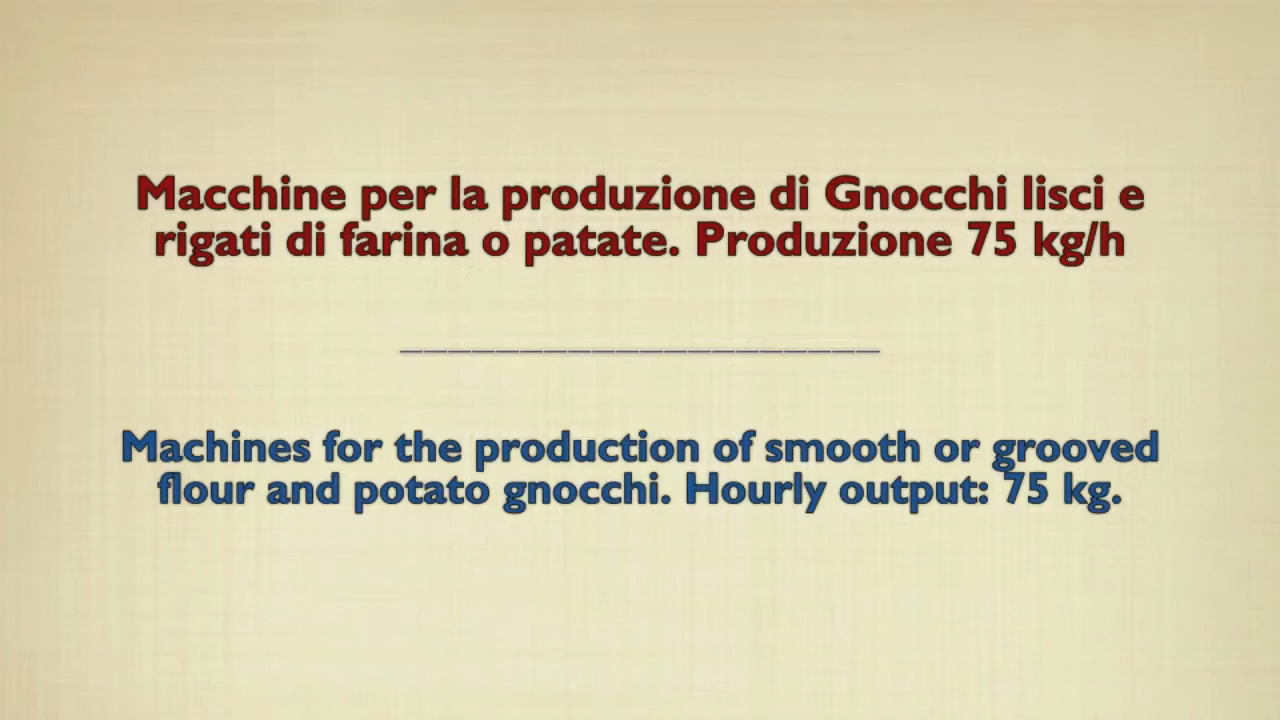 Macchine per la produzione di Gnocchi lisci e
rigati di farina o patate. Produzione 75 kg/h
Machines for the production of smooth or grooved
flour and potato gnocchi. Hourly output: 75 kg.